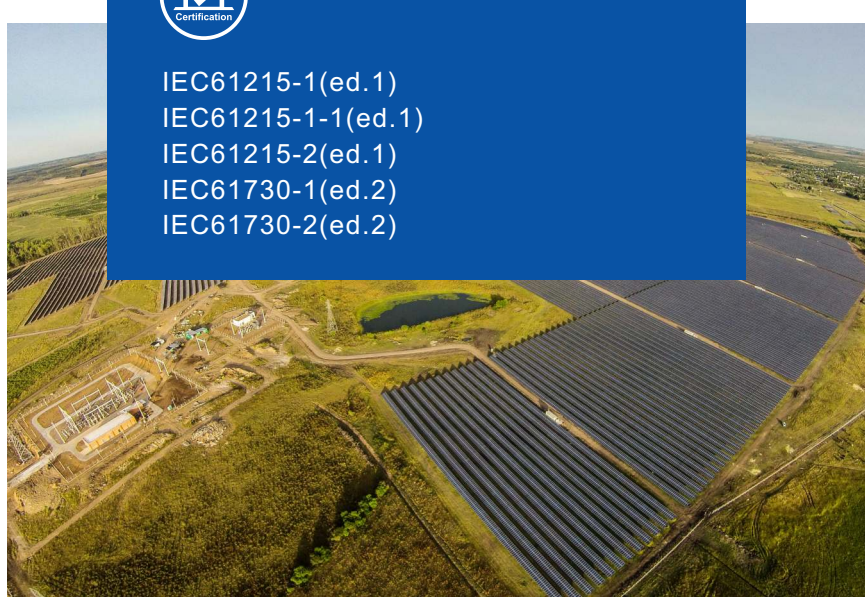 Certification
IEC61215-1(ed.1)
IEC61215-1-1(ed.1)
IEC61215-2(ed.1)
IEC61730-1(ed.2)
IEC61730-2(ed.2)